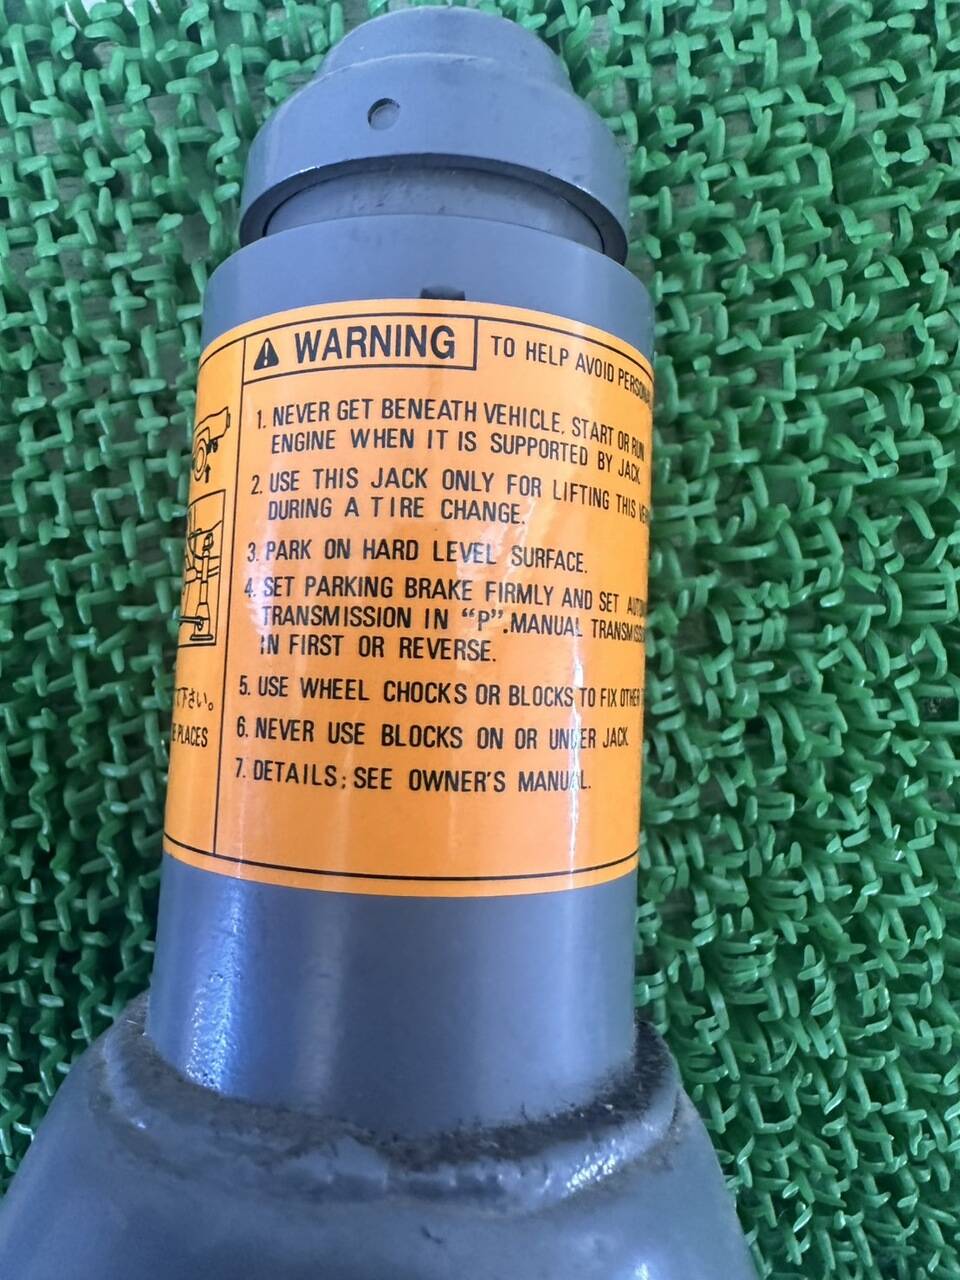 WARNING TO HELP AVOID
1. NEVER GET BENEATH VEHICLE, START OR RUN
ENGINE WHEN IT IS SUPPORTED BY JACK.
2. USE THIS JACK ONLY FOR LIFTING THIS
DURING A TIRE CHANGE.
3. PARK ON HARD LEVEL SURFACE.
4. SET PARKING BRAKE FIRMLY AND SET
TRANSMISSION IN “P”. MANUAL
IN FIRST OR REVERSE.
5. USE WHEEL CHOCKS OR BLOCKS TO FIX OTHER
6. NEVER USE BLOCKS ON OR UNDER JACK
7. DETAILS; SEE OWNER'S MANUAL.
て下さい。
PLACES